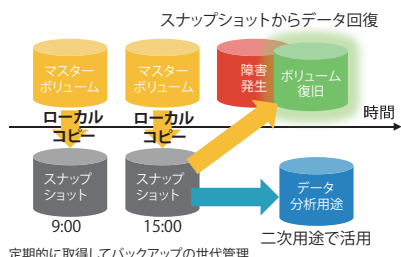 スナップショットからデータ回復
マスター
ボリューム
マスター
ボリューム
障害
発生
ボリューム
復旧
ローカル
コピー
ローカル
コピー
時間
スナップ
ショット
スナップ
ショット
データ
分析用途
9:00
15:00
二次用途で活用
定期的に取得してバックアップの世代管理